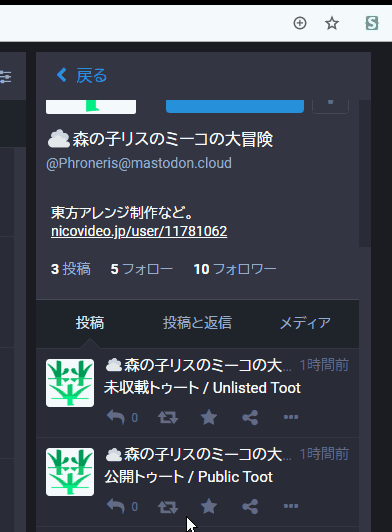 戻る
森の子リスのミーコの大冒険
@Phroneris@mastodon.cloud
東方アレンジ制作など。
nicovideo.jp/user/11781062
3 投稿 5 フォロー 10 フォロワー
投稿 投稿と返信 メディア
森の子リスのミーコの大... 1時間前
未収載トゥート / Unlisted Toot
0
森の子リスのミーコの大... 1時間前
公開トゥート / Public Toot
0